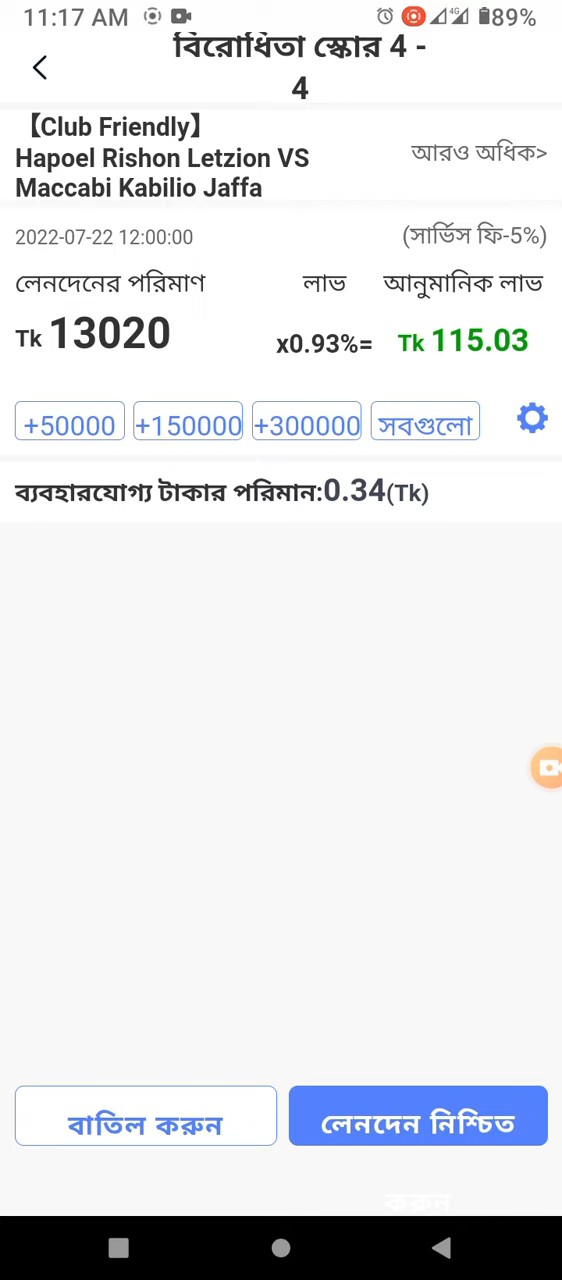 11:17 AM 4G 89%
বিরোধিতা স্কোর 4 -
4
【Club Friendly】
Hapoel Rishon Letzion VS
Maccabi Kabilio Jaffa
আরও অধিক>
2022-07-22 12:00:00 (সার্ভিস ফি-5%)
লেনদেনের পরিমাণ লাভ আনুমানিক লাভ
Tk 13020 x0.93%= Tk 115.03
+50000 +150000 +300000 সবগুলো
ব্যবহারযোগ্য টাকার পরিমান:0.34(Tk)
বাতিল করুন লেনদেন নিশ্চিত
করুন